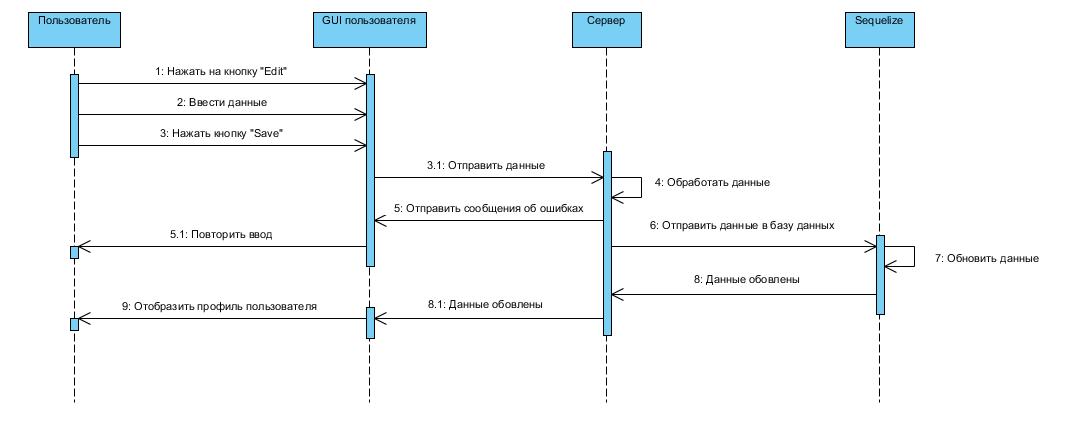 Пользователь
GUI пользователя
Сервер
Sequelize
1: Нажать на кнопку "Edit"
2: Ввести данные
3: Нажать кнопку "Save"
3.1: Отправить данные
4: Обработать данные
5: Отправить сообщения об ошибках
6: Отправить данные в базу данных
5.1: Повторить ввод
7: Обновить данные
8: Данные обовлены
9: Отобразить профиль пользователя
8.1: Данные обовлены